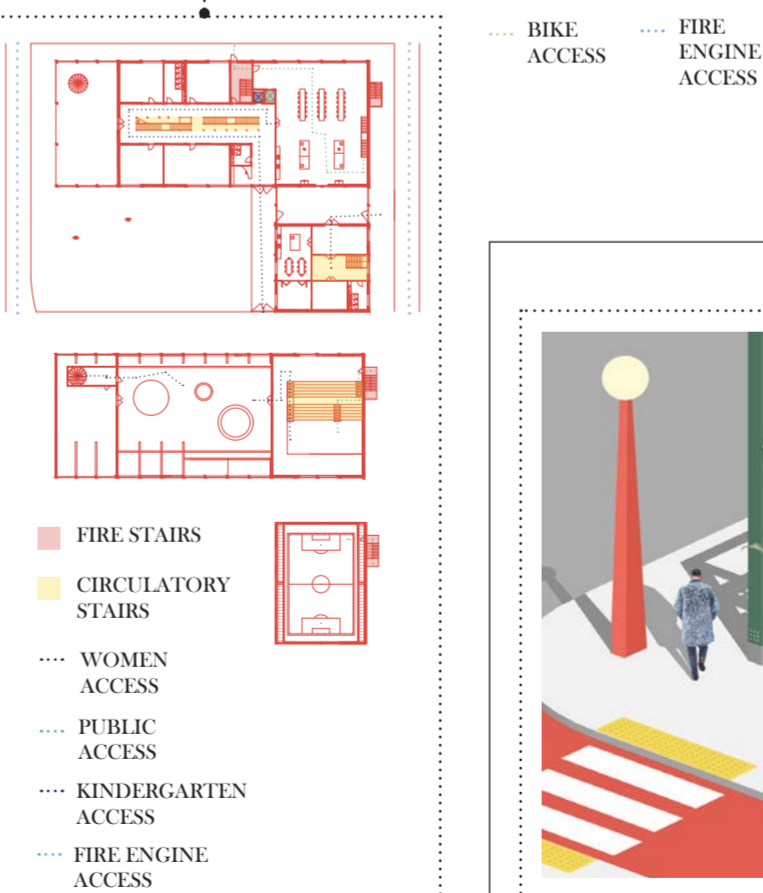 BIKE
ACCESS
FIRE
ENGINE
ACCESS
FIRE STAIRS
CIRCULATORY
STAIRS
WOMEN
ACCESS
PUBLIC
ACCESS
KINDERGARTEN
ACCESS
FIRE ENGINE
ACCESS